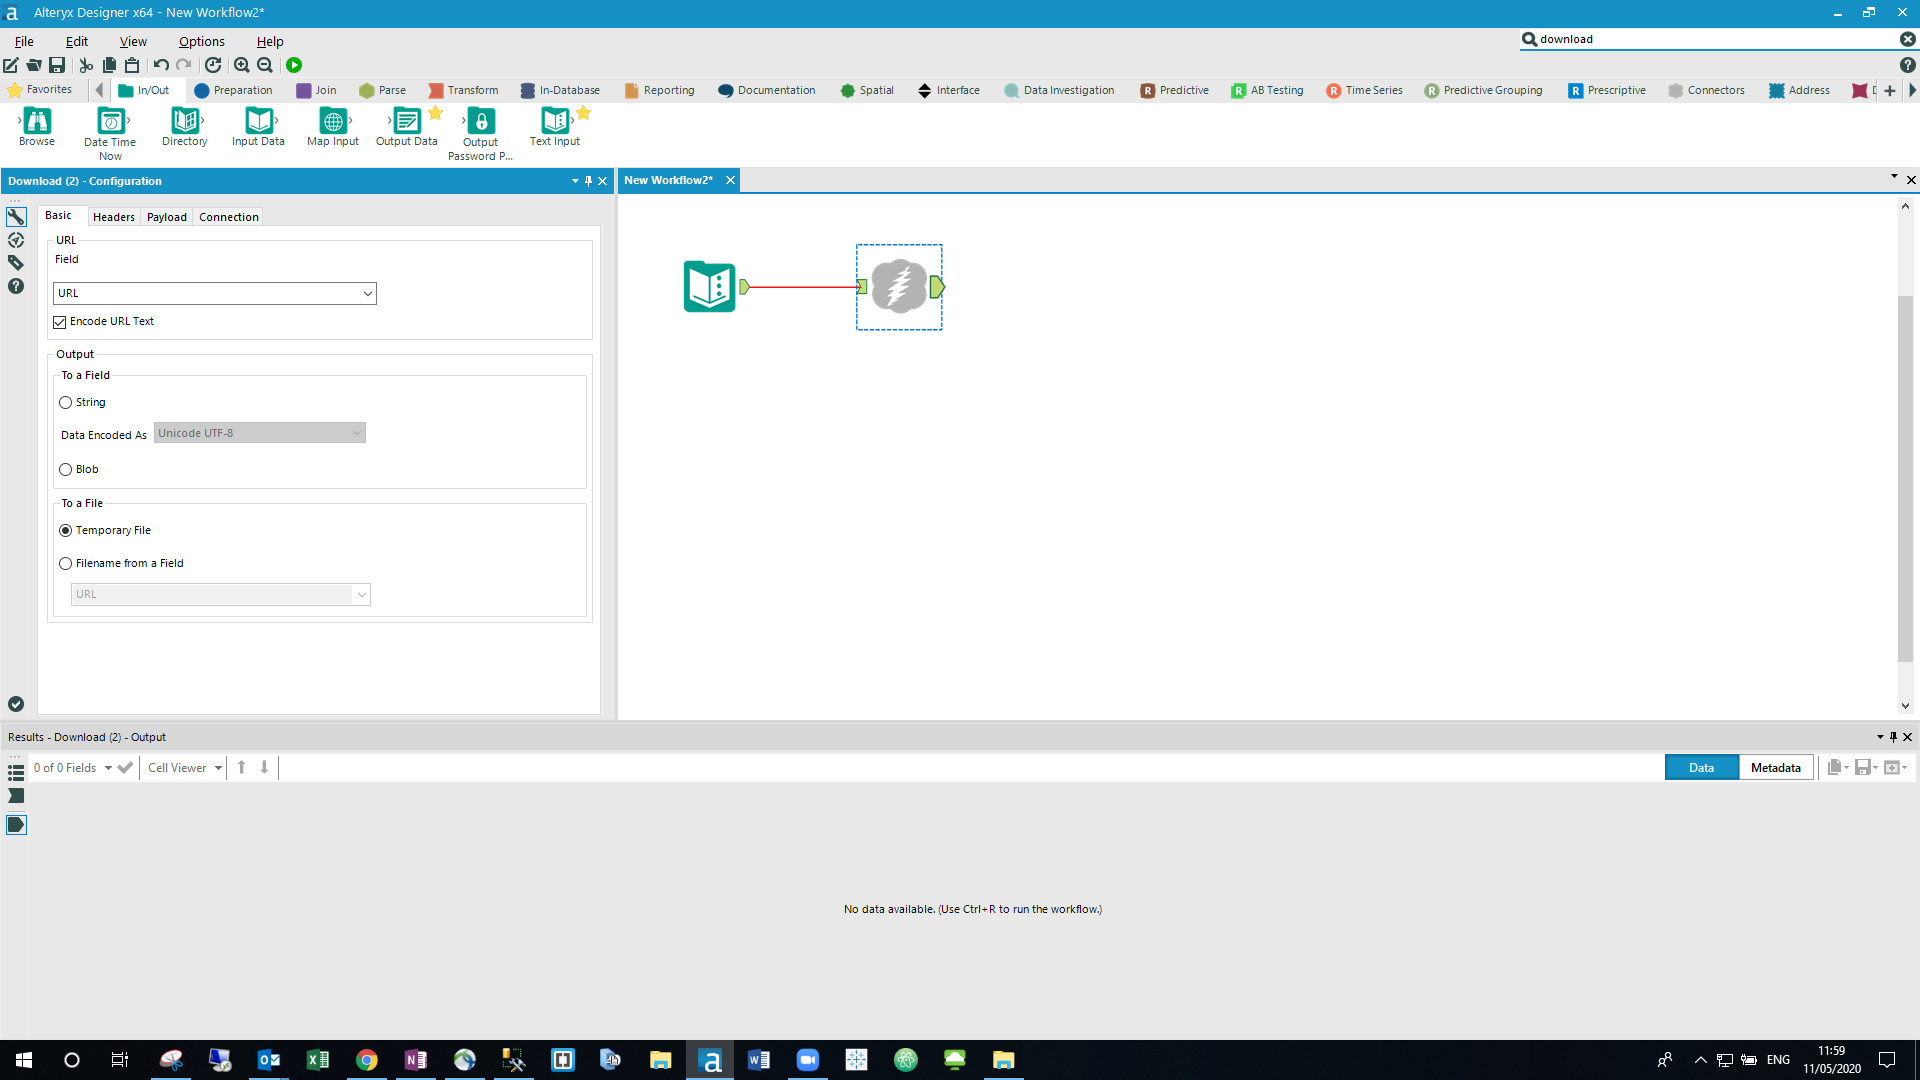 Alteryx Designer x64 - New Workflow2*
File Edit View Options Help
download
Favorites In/Out Preparation Join Parse Transform In-Database Reporting Documentation Spatial Interface Data Investigation Predictive AB Testing Time Series Predictive Grouping Prescriptive Connectors Address
Browse Date Time Now Directory Input Data Map Input Output Data Output Password P... Text Input
Download (2) - Configuration
New Workflow2*
Basic Headers Payload Connection
URL
Field
URL
Encode URL Text
Output
To a Field
String
Data Encoded As Unicode UTF-8
Blob
To a File
Temporary File
Filename from a Field
URL
Results - Download (2) - Output
0 of 0 Fields Cell Viewer Data Metadata
No data available. (Use Ctrl+R to run the workflow.)
ENG
11:59
11/05/2020